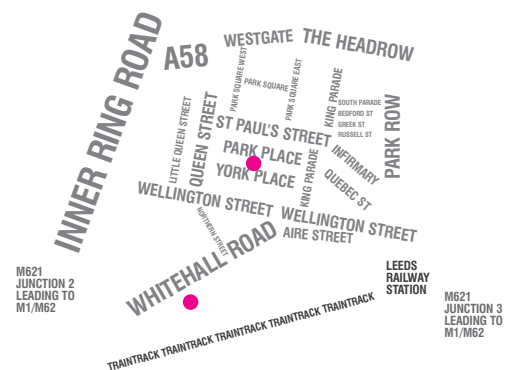 INNER RING ROAD
A58
WESTGATE
THE HEADROW
PARK SQUARE WEST
PARK SQUARE
PARK SQUARE EAST
KING PARADE
SOUTH PARADE
BEDFORD ST
GREEK ST
RUSSELL ST
PARK ROW
LITTLE QUEEN STREET
QUEEN STREET
ST PAUL'S STREET
PARK PLACE
YORK PLACE
KING PARADE
INFIRMARY
QUEBEC ST
WELLINGTON STREET
WELLINGTON STREET
NORTHERN STREET
AIRE STREET
WHITEHALL ROAD
M621
JUNCTION 2
LEADING TO
M1/M62
LEEDS
RAILWAY
STATION
M621
JUNCTION 3
LEADING TO
M1/M62
TRAINTRACK TRAINTRACK TRAINTRACK TRAINTRACK TRAINTRACK